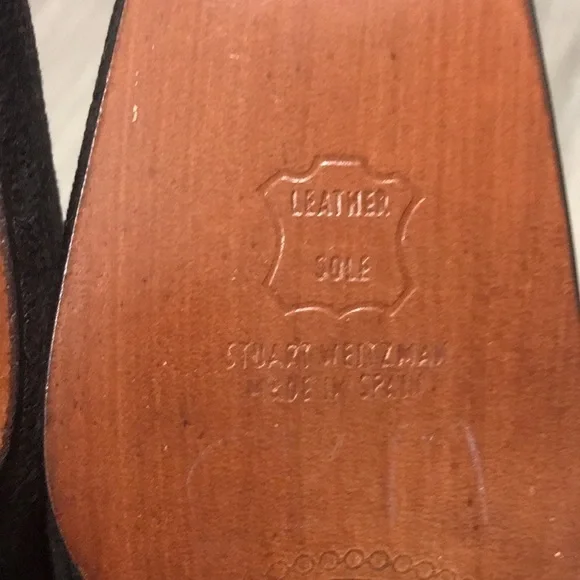 LEATHER
SOLE
STUART WEITZMAN
MADE IN SPAIN